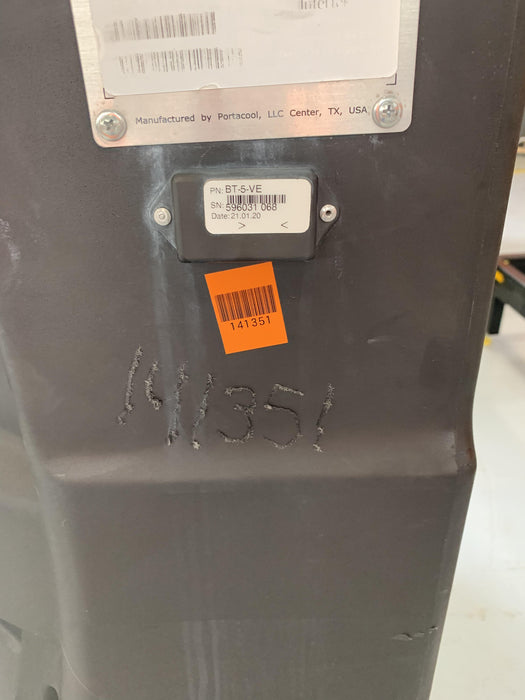 Manufactured by Portacool, LLC Center, TX, USA
PN: BT-5-VE
SN: 596031 068
Date: 21.01.20
> <
141351
141351